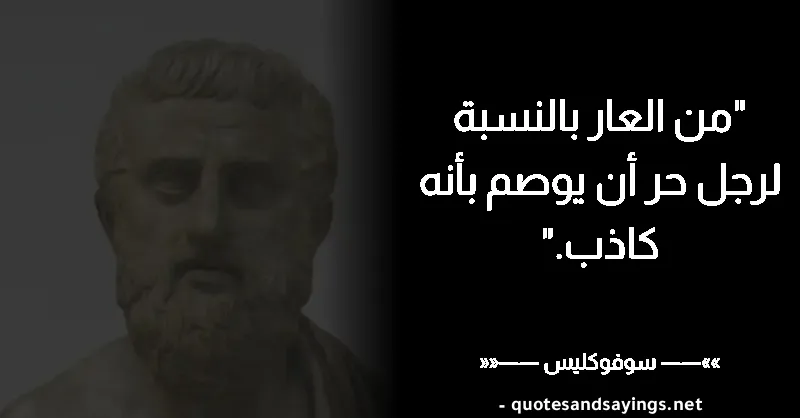 "من العار بالنسبة
لرجل حر أن يوصم بأنه
كاذب."
»»—— سوفوكليس ——««
- quotesandsayings.net